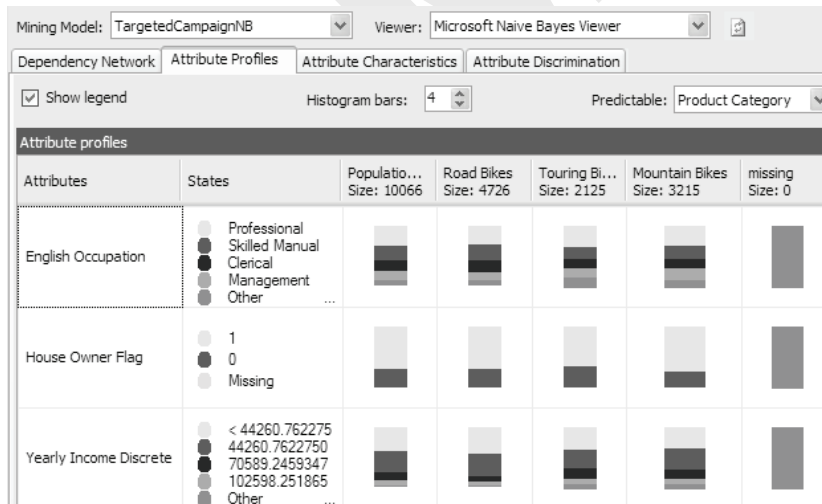 Mining Model: TargetedCampaignNB Viewer: Microsoft Naive Bayes Viewer
Dependency Network Attribute Profiles Attribute Characteristics Attribute Discrimination
Show legend Histogram bars: 4 Predictable: Product Category
Attribute profiles
Attributes States Populatio... Size: 10066 Road Bikes Size: 4726 Touring Bi... Size: 2125 Mountain Bikes Size: 3215 missing Size: 0
English Occupation
Professional
Skilled Manual
Clerical
Management
Other ...
House Owner Flag
1
0
Missing
Yearly Income Discrete
< 44260.762275
44260.7622750
70589.2459347
102598.251865
Other ...